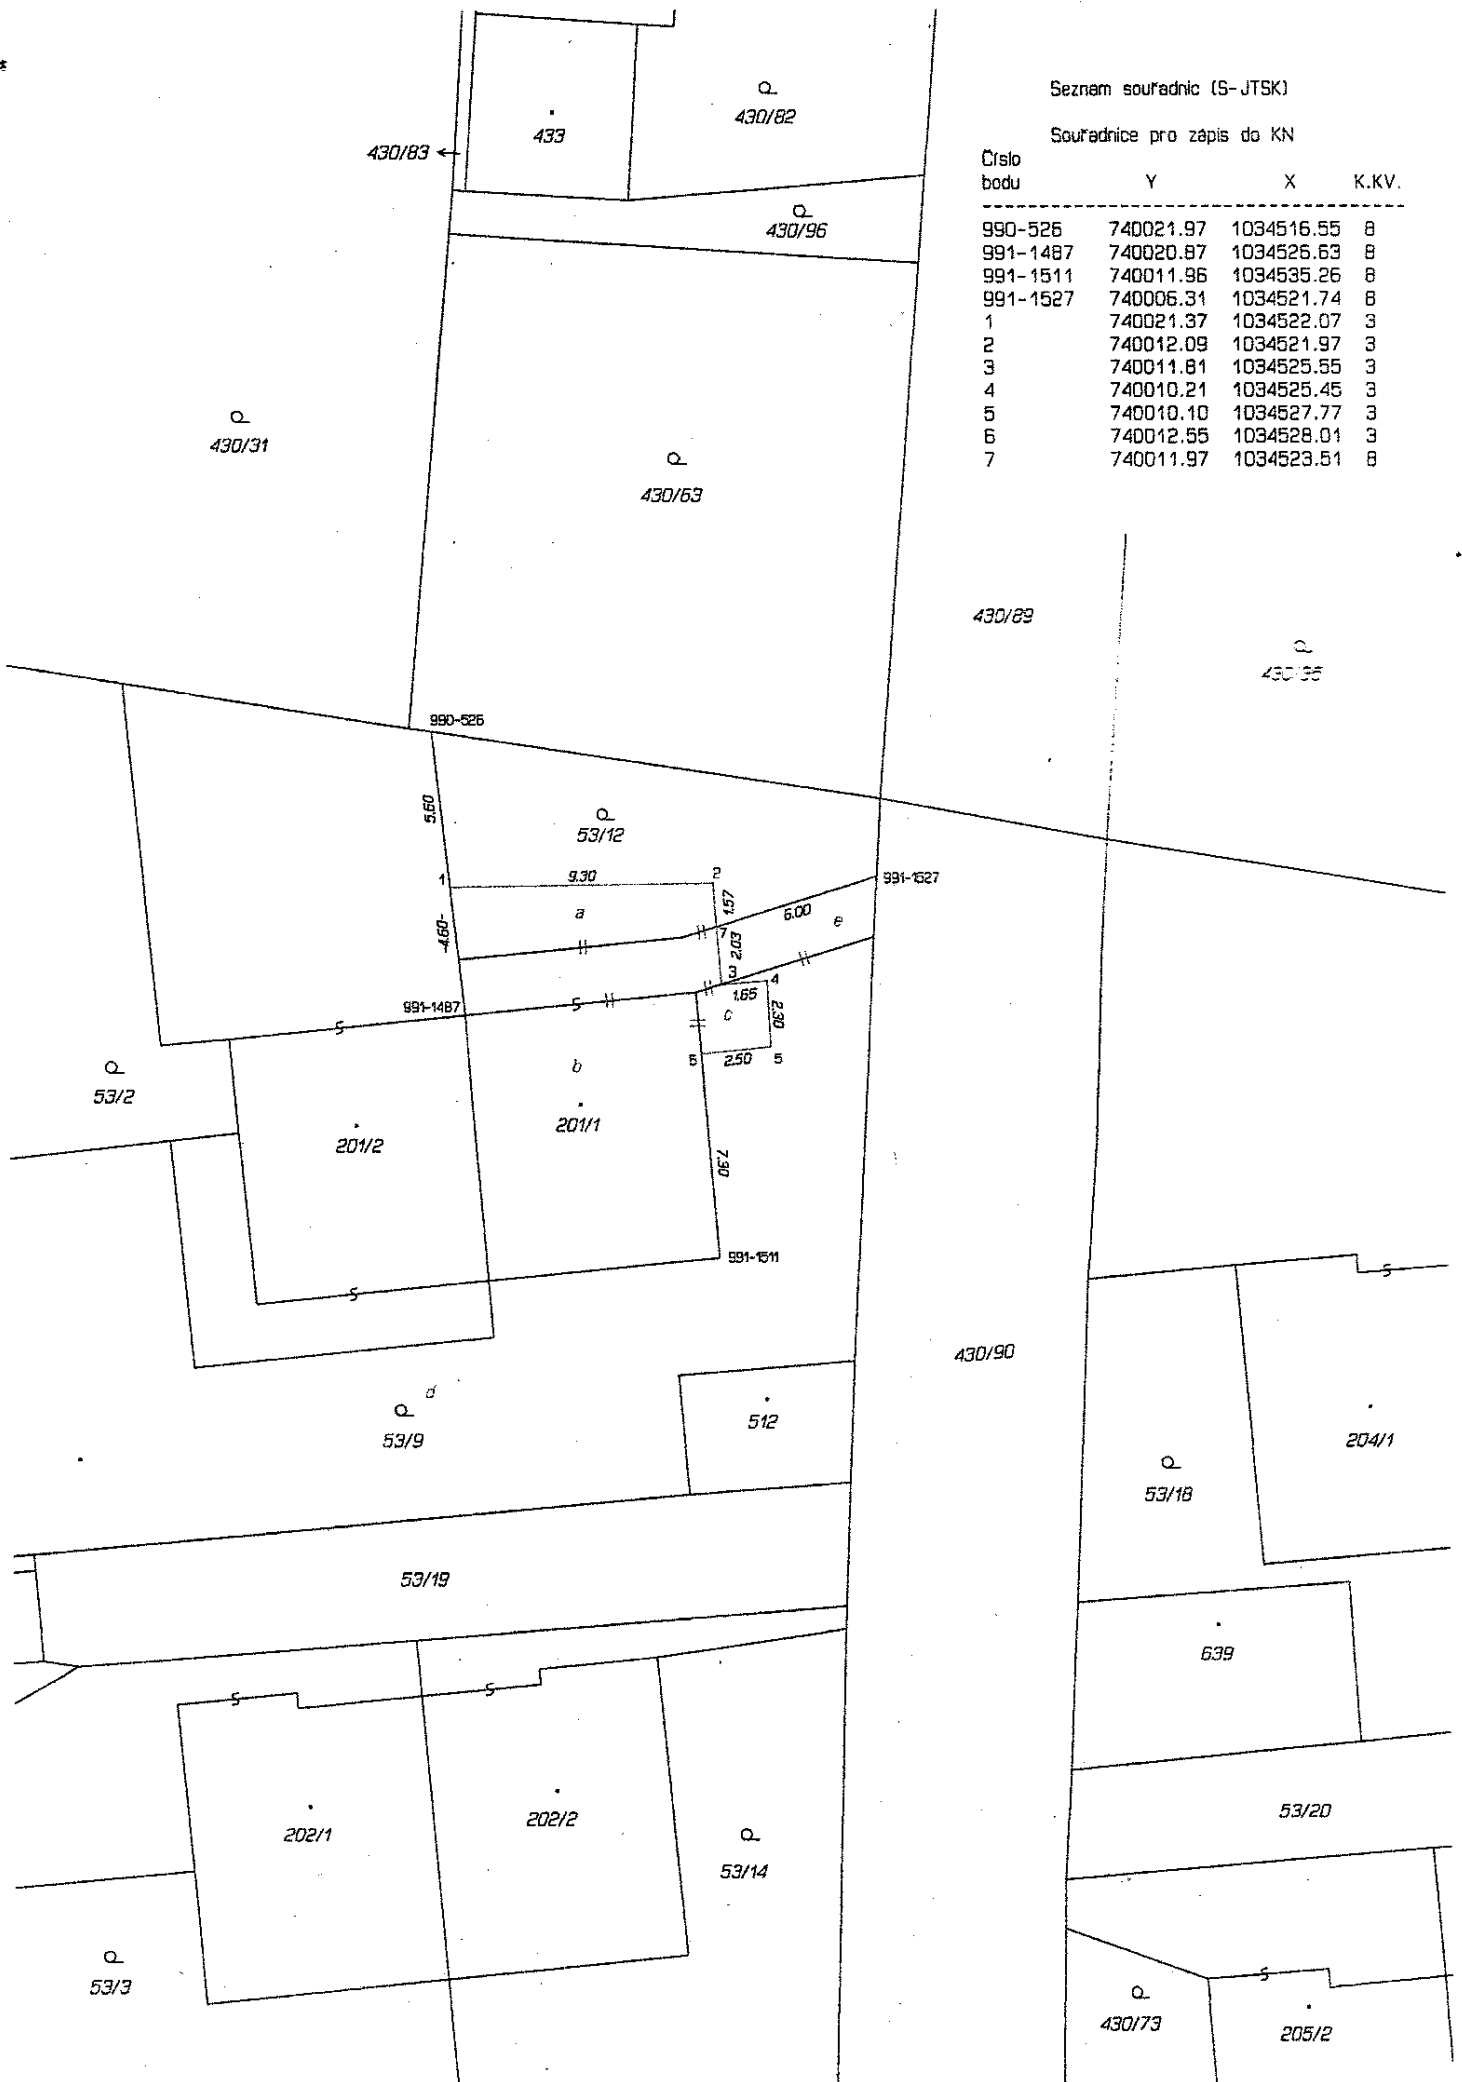 Seznam souřadnic (S-JTSK)
Souřadnice pro zápis do KN
Číslo
bodu Y X K.KV.
990-526 740021.97 1034516.55 8
991-1487 740020.87 1034526.63 8
991-1511 740011.96 1034535.26 8
991-1527 740006.31 1034521.74 8
1 740021.37 1034522.07 3
2 740012.09 1034521.97 3
3 740011.81 1034525.55 3
4 740010.21 1034525.45 3
5 740010.10 1034527.77 3
6 740012.55 1034528.01 3
7 740011.97 1034523.51 8
433
430/82
430/83
430/96
430/31
430/63
430/89
990-526
5.60
53/12
1
9.30
2
991-1527
1.57
a
6.00
e
4.60
7
2.03
3
4
1.65
991-1487
c
2.30
6
2.50
5
b
53/2
201/2
201/1
7.30
991-1511
430/90
d
53/9
512
204/1
53/18
53/19
639
202/1
202/2
53/20
53/14
53/3
430/73
205/2